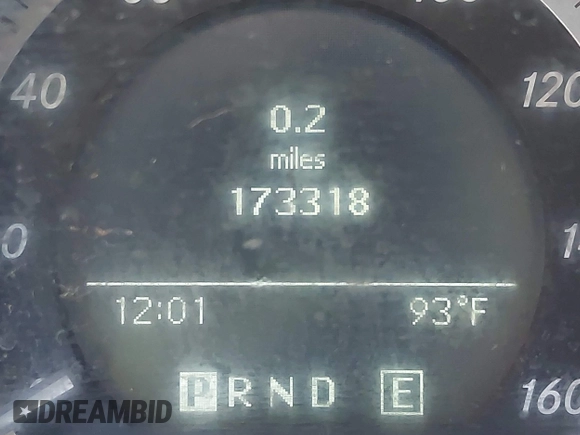 40
120
0.2
miles
173318
12:01 93°F
P R N D E
160
DREAMBID